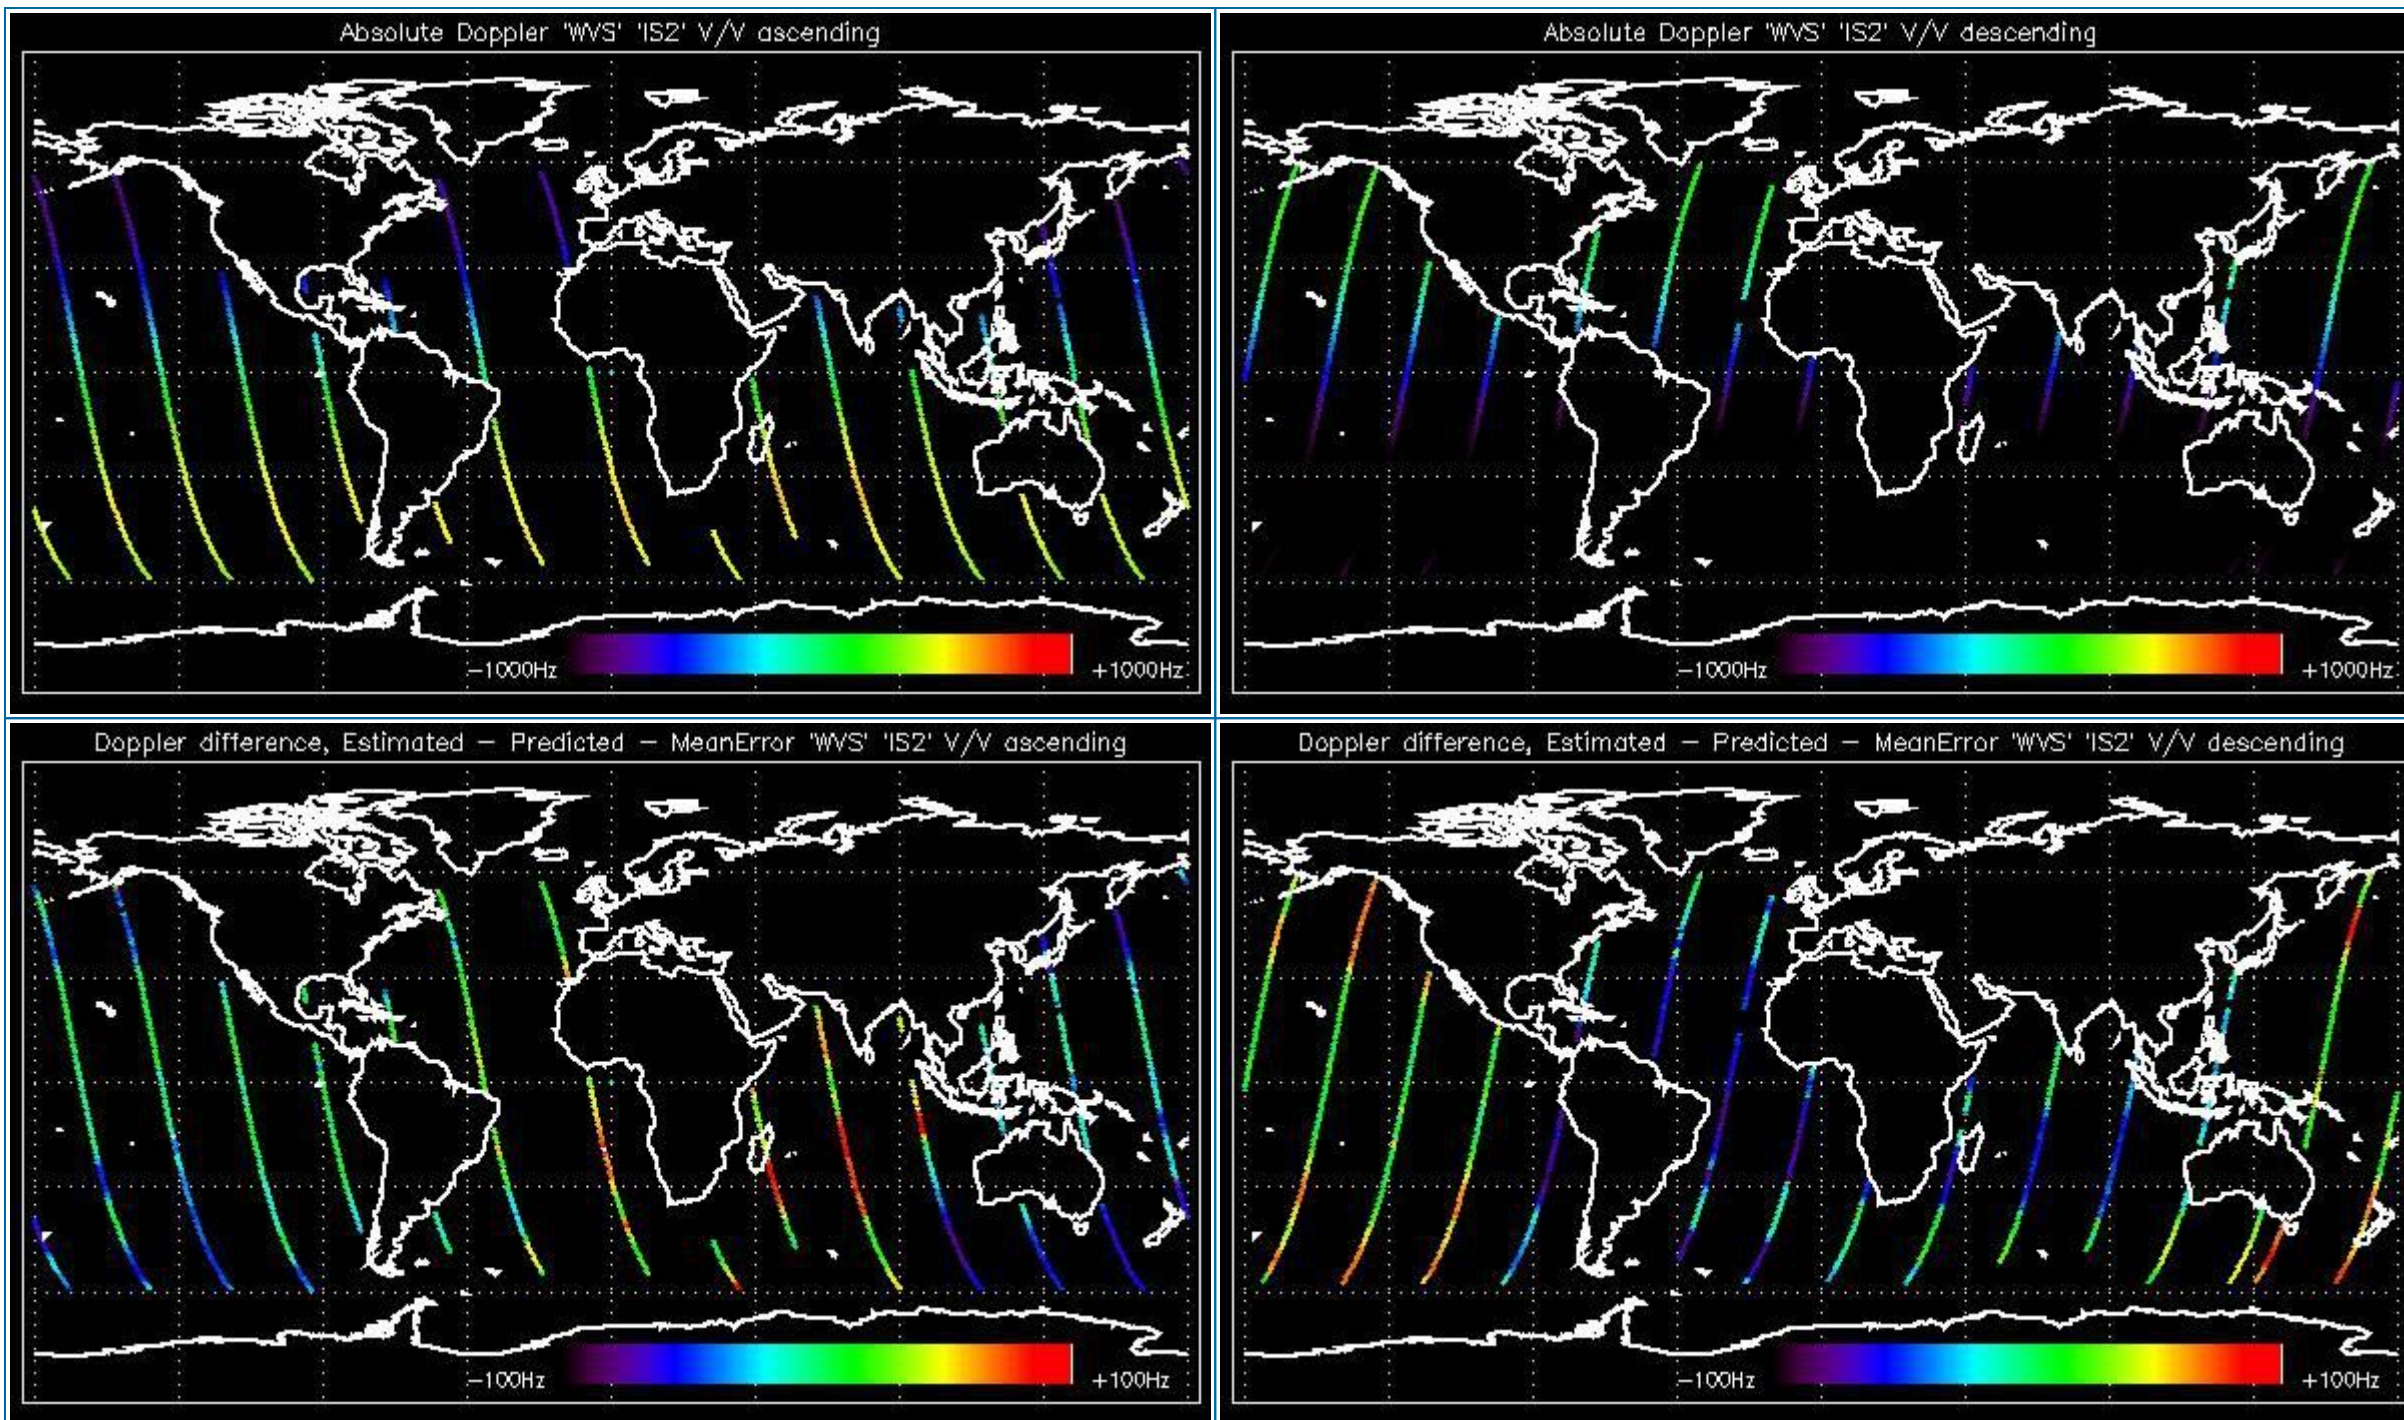 Absolute Doppler 'WVS' 'IS2' V/V ascending
-1000Hz
+1000Hz
Absolute Doppler 'WVS' 'IS2' V/V descending
-1000Hz
+1000Hz
Doppler difference, Estimated - Predicted - MeanError 'WVS' 'IS2' V/V ascending
-100Hz
+100Hz
Doppler difference, Estimated - Predicted - MeanError 'WVS' 'IS2' V/V descending
-100Hz
+100Hz